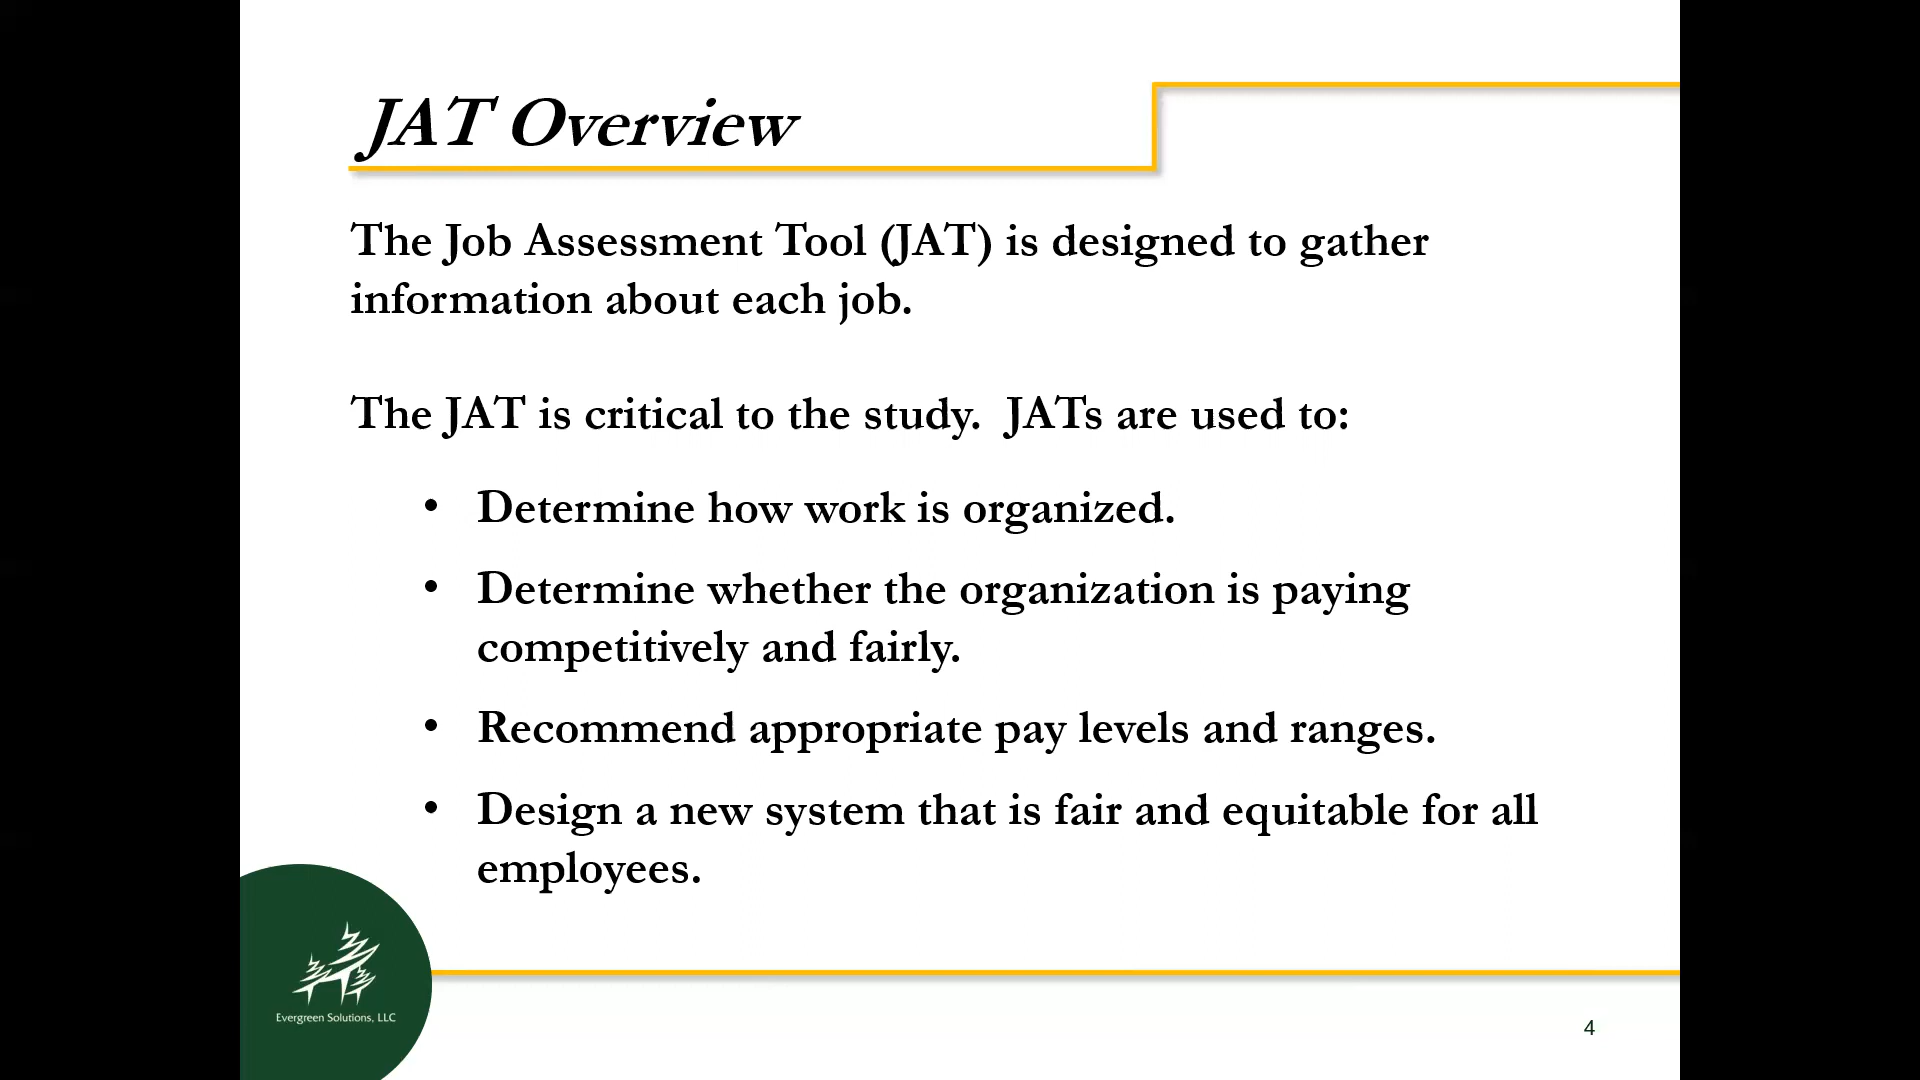 JAT Overview
The Job Assessment Tool (JAT) is designed to gather
information about each job.
The JAT is critical to the study.  JATs are used to:
• Determine how work is organized.
• Determine whether the organization is paying
competitively and fairly.
• Recommend appropriate pay levels and ranges.
• Design a new system that is fair and equitable for all
employees.
Evergreen Solutions, LLC
4